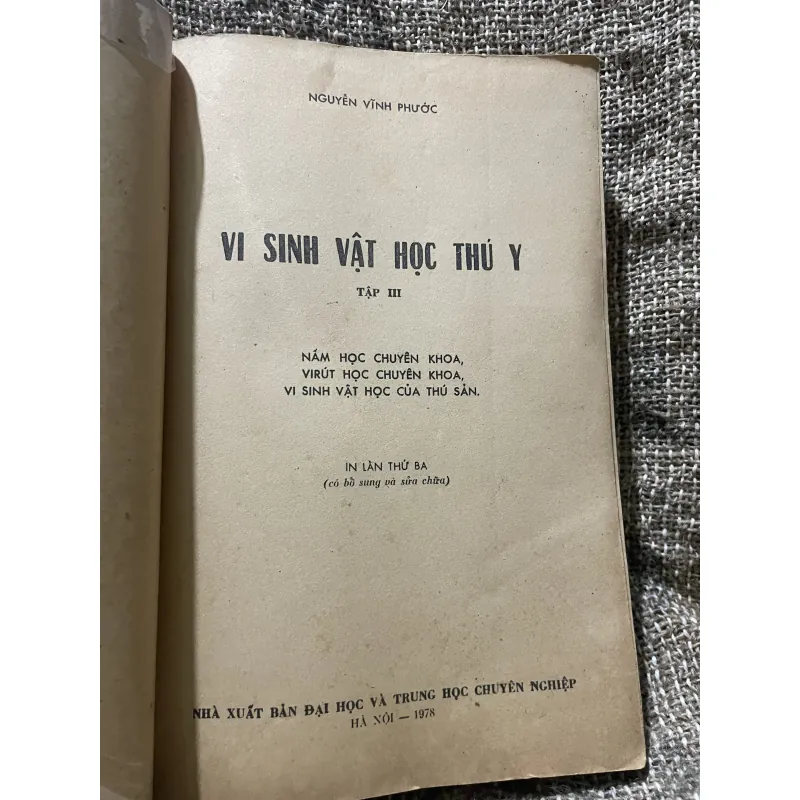 NGUYỄN VĨNH PHƯỚC
VI SINH VẬT HỌC THÚ Y
TẬP III
NẤM HỌC CHUYÊN KHOA,
VIRÚT HỌC CHUYÊN KHOA,
VI SINH VẬT HỌC CỦA THÚ SẢN.
IN LẦN THỨ BA
(có bổ sung và sửa chữa)
NHÀ XUẤT BẢN ĐẠI HỌC VÀ TRUNG HỌC CHUYÊN NGHIỆP
HÀ NỘI — 1978